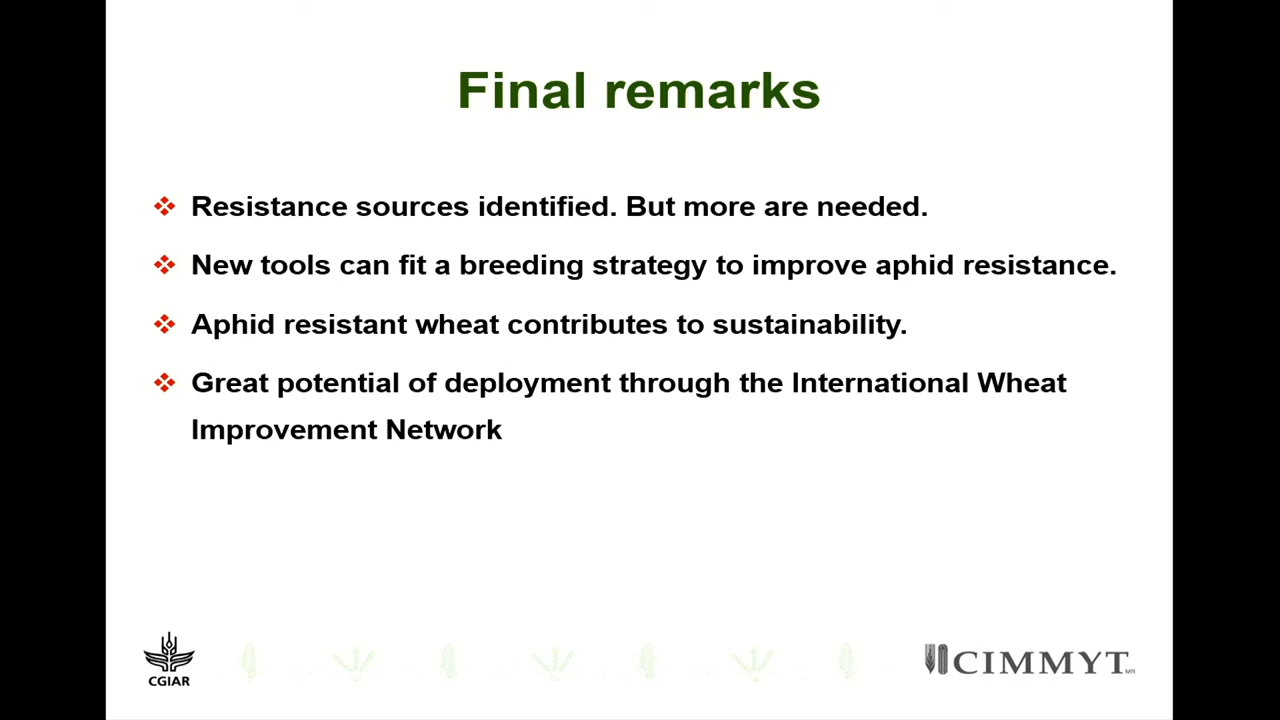 Final remarks
Resistance sources identified. But more are needed.
New tools can fit a breeding strategy to improve aphid resistance.
Aphid resistant wheat contributes to sustainability.
Great potential of deployment through the International Wheat
Improvement Network
CGIAR
CIMMYT